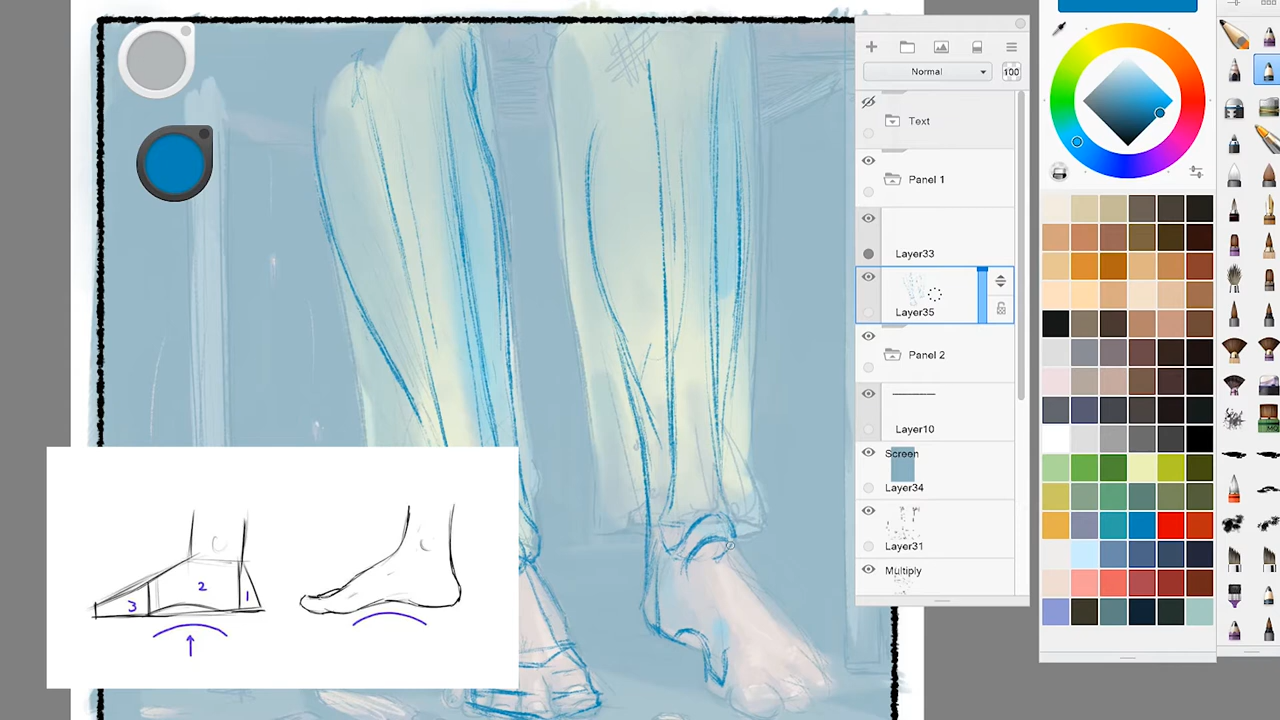 Normal
100
Text
Panel 1
Layer33
Layer35
Panel 2
Layer10
Screen
Layer34
Layer31
Multiply
3
2
1